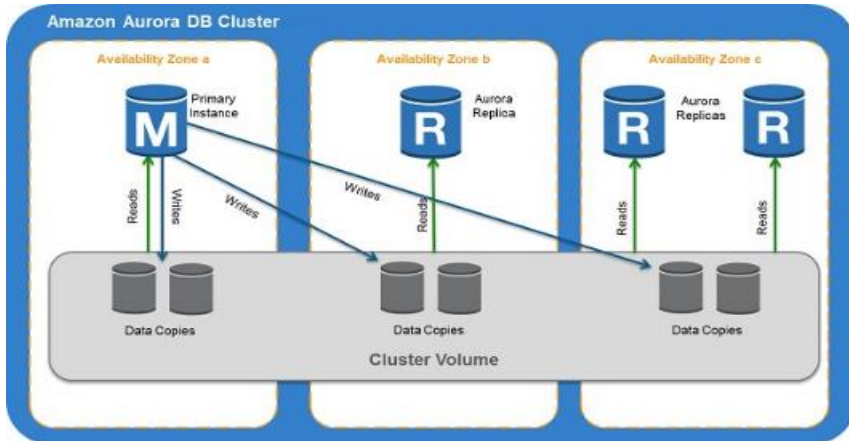 Amazon Aurora DB Cluster
Availability Zone a
Availability Zone b
Availability Zone c
M
Primary
Instance
R
Aurora
Replica
R
Aurora
Replicas
R
Reads
Writes
Writes
Reads
Writes
Reads
Reads
Data Copies
Data Copies
Data Copies
Cluster Volume